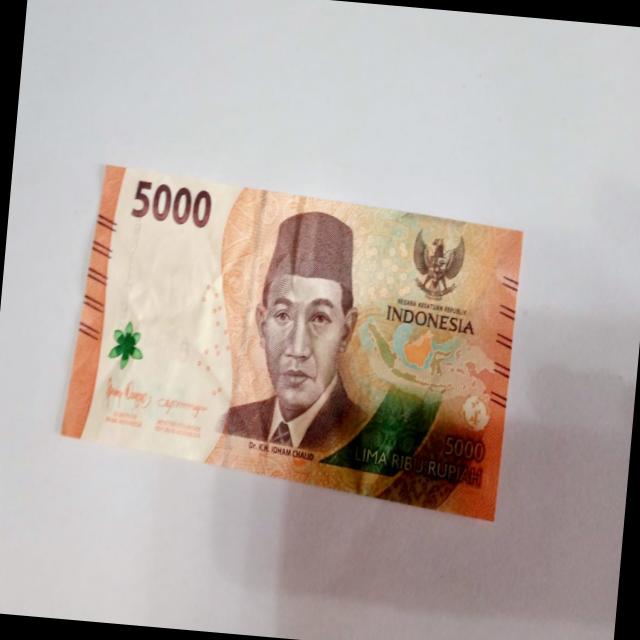 5000
NEGARA KESATUAN REPUBLIK
INDONESIA
Dr. K.H. IDHAM CHALID
5000
LIMA RIBU RUPIAH